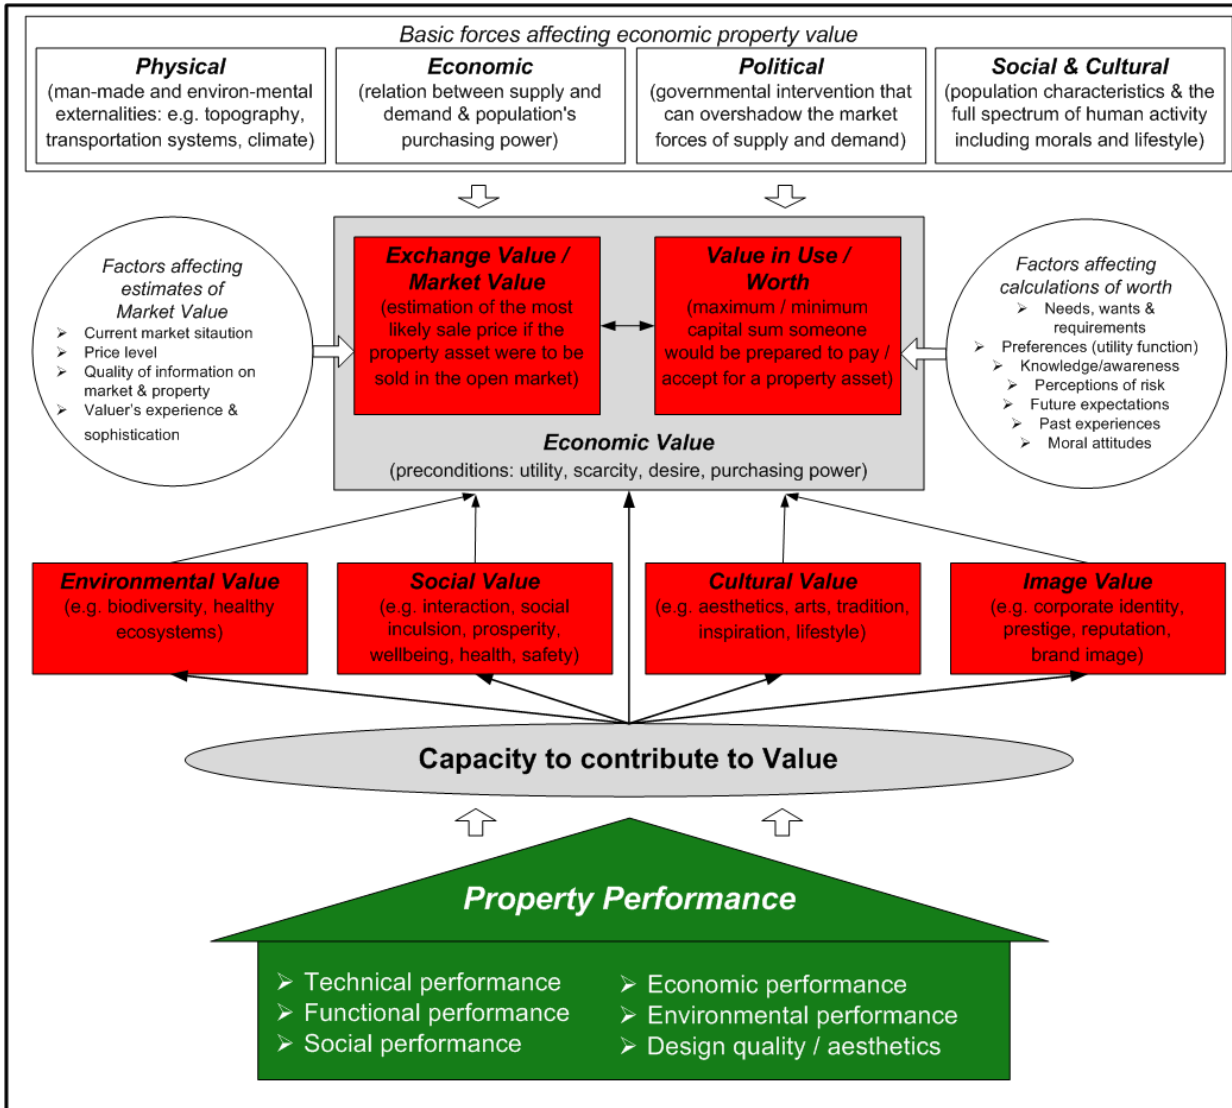 Basic forces affecting economic property value
Physical
(man-made and environ-mental
externalities: e.g. topography,
transportation systems, climate)
Economic
(relation between supply and
demand & population's
purchasing power)
Political
(governmental intervention that
can overshadow the market
forces of supply and demand)
Social & Cultural
(population characteristics & the
full spectrum of human activity
including morals and lifestyle)
Factors affecting
estimates of
Market Value
➢ Current market sitaution
➢ Price level
➢ Quality of information on
market & property
➢ Valuer's experience &
sophistication
Exchange Value /
Market Value
(estimation of the most
likely sale price if the
property asset were to be
sold in the open market)
Value in Use /
Worth
(maximum / minimum
capital sum someone
would be prepared to pay /
accept for a property asset)
Economic Value
(preconditions: utility, scarcity, desire, purchasing power)
Factors affecting
calculations of worth
➢ Needs, wants &
requirements
➢ Preferences (utility function)
➢ Knowledge/awareness
➢ Perceptions of risk
➢ Future expectations
➢ Past experiences
➢ Moral attitudes
Environmental Value
(e.g. biodiversity, healthy
ecosystems)
Social Value
(e.g. interaction, social
inculsion, prosperity,
wellbeing, health, safety)
Cultural Value
(e.g. aesthetics, arts, tradition,
inspiration, lifestyle)
Image Value
(e.g. corporate identity,
prestige, reputation,
brand image)
Capacity to contribute to Value
Property Performance
➢ Technical performance
➢ Functional performance
➢ Social performance
➢ Economic performance
➢ Environmental performance
➢ Design quality / aesthetics